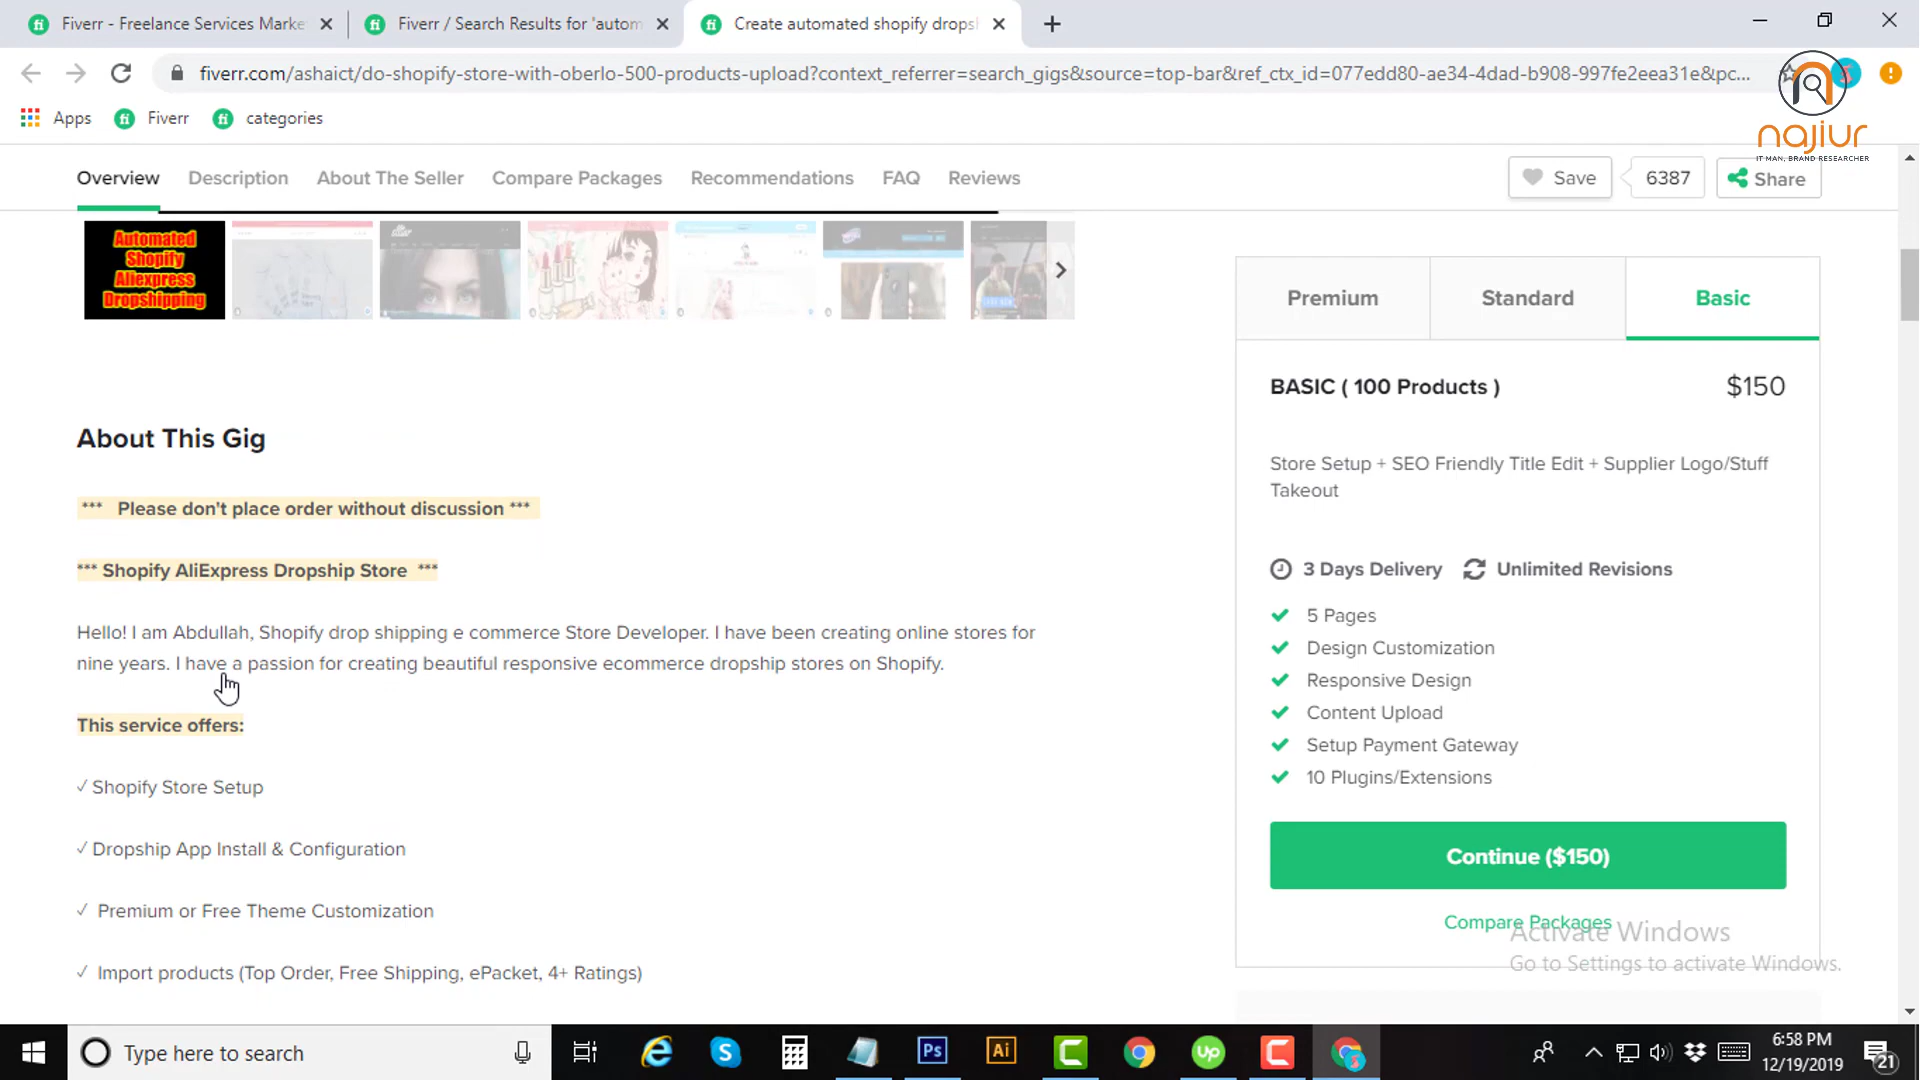 Fiverr - Freelance Services Marke
Fiverr / Search Results for 'autom
Create automated shopify drops
fiverr.com/ashaict/do-shopify-store-with-oberlo-500-products-upload?context_referrer=search_gigs&source=top-bar&ref_ctx_id=077edd80-ae34-4dad-b908-997fe2eea31e&pc...
najiur
IT MAN, BRAND RESEARCHER
Apps
Fiverr
categories
Overview
Description
About The Seller
Compare Packages
Recommendations
FAQ
Reviews
Save
6387
Share
Automated
Shopify
Aliexpress
Dropshipping
Premium
Standard
Basic
BASIC ( 100 Products )
$150
Store Setup + SEO Friendly Title Edit + Supplier Logo/Stuff
Takeout
3 Days Delivery
Unlimited Revisions
5 Pages
Design Customization
Responsive Design
Content Upload
Setup Payment Gateway
10 Plugins/Extensions
Continue ($150)
Compare Packages
About This Gig
*** Please don't place order without discussion ***
*** Shopify AliExpress Dropship Store ***
Hello! I am Abdullah, Shopify drop shipping e commerce Store Developer. I have been creating online stores for
nine years. I have a passion for creating beautiful responsive ecommerce dropship stores on Shopify.
This service offers:
✓ Shopify Store Setup
✓ Dropship App Install & Configuration
✓ Premium or Free Theme Customization
✓ Import products (Top Order, Free Shipping, ePacket, 4+ Ratings)
Activate Windows
Go to Settings to activate Windows.
Type here to search
Ps
Ai
Up
6:58 PM
12/19/2019
21